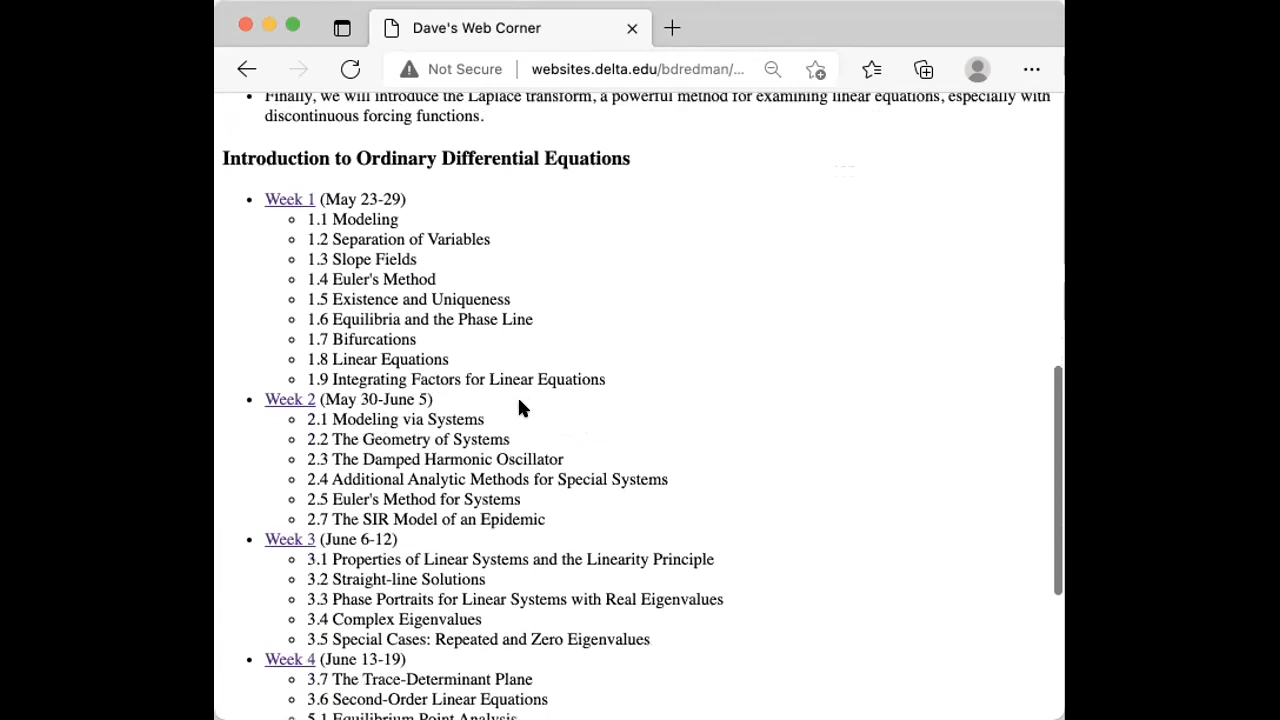 Dave's Web Corner
Not Secure
websites.delta.edu/bdredman/...
• Finally, we will introduce the Laplace transform, a powerful method for examining linear equations, especially with
discontinuous forcing functions.
Introduction to Ordinary Differential Equations
• Week 1 (May 23-29)
◦ 1.1 Modeling
◦ 1.2 Separation of Variables
◦ 1.3 Slope Fields
◦ 1.4 Euler's Method
◦ 1.5 Existence and Uniqueness
◦ 1.6 Equilibria and the Phase Line
◦ 1.7 Bifurcations
◦ 1.8 Linear Equations
◦ 1.9 Integrating Factors for Linear Equations
• Week 2 (May 30-June 5)
◦ 2.1 Modeling via Systems
◦ 2.2 The Geometry of Systems
◦ 2.3 The Damped Harmonic Oscillator
◦ 2.4 Additional Analytic Methods for Special Systems
◦ 2.5 Euler's Method for Systems
◦ 2.7 The SIR Model of an Epidemic
• Week 3 (June 6-12)
◦ 3.1 Properties of Linear Systems and the Linearity Principle
◦ 3.2 Straight-line Solutions
◦ 3.3 Phase Portraits for Linear Systems with Real Eigenvalues
◦ 3.4 Complex Eigenvalues
◦ 3.5 Special Cases: Repeated and Zero Eigenvalues
• Week 4 (June 13-19)
◦ 3.7 The Trace-Determinant Plane
◦ 3.6 Second-Order Linear Equations
◦ 5.1 Equilibrium Point Analysis